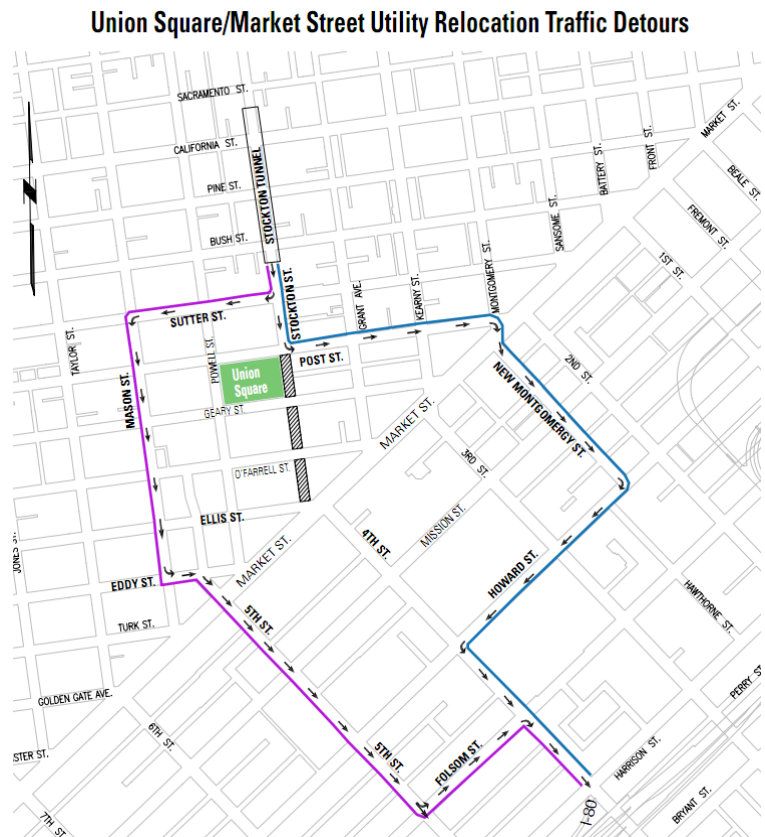 Union Square/Market Street Utility Relocation Traffic Detours
SACRAMENTO ST.
CALIFORNIA ST.
PINE ST.
BUSH ST.
STOCKTON TUNNEL
MARKET ST.
FRONT ST.
BATTERY ST.
BEALE ST.
FREMONT ST.
SANSOME ST.
1ST ST.
MONTGOMERY ST.
KEARNY ST.
GRANT AVE.
STOCKTON ST.
SUTTER ST.
TAYLOR ST.
MASON ST.
POWELL ST.
POST ST.
Union
Square
2ND ST.
NEW MONTGOMERGY ST.
GEARY ST.
MARKET ST.
3RD ST.
O'FARRELL ST.
ELLIS ST.
MISSION ST.
4TH ST.
MARKET ST.
JONES ST.
EDDY ST.
HOWARD ST.
HAWTHORNE ST.
TURK ST.
5TH ST.
GOLDEN GATE AVE.
PERRY ST.
6TH ST.
STER ST.
5TH ST.
FOLSOM ST.
HARRISON ST.
I-80
BRYANT ST.
7TH ST.